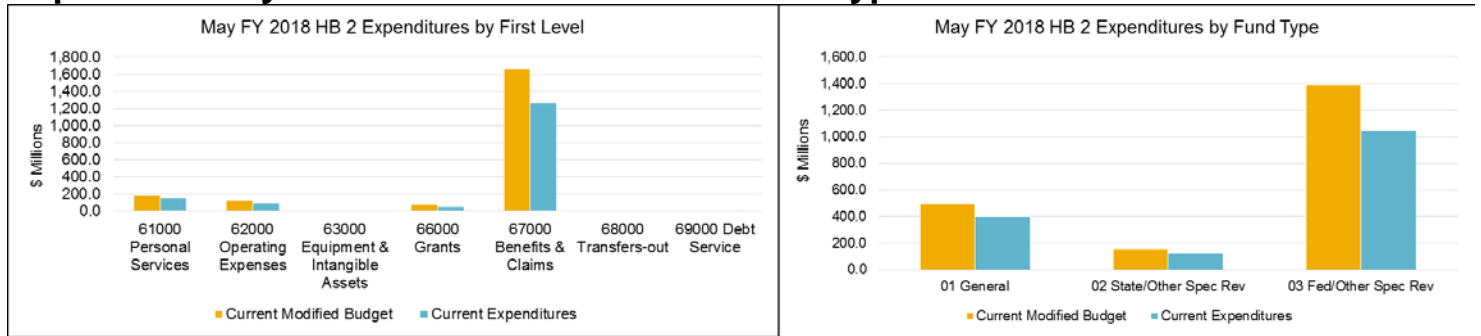 May FY 2018 HB 2 Expenditures by First Level
$ Millions
1,800.0
1,600.0
1,400.0
1,200.0
1,000.0
800.0
600.0
400.0
200.0
0.0
61000 Personal Services
62000 Operating Expenses
63000 Equipment & Intangible Assets
66000 Grants
67000 Benefits & Claims
68000 Transfers-out
69000 Debt Service
Current Modified Budget
Current Expenditures
May FY 2018 HB 2 Expenditures by Fund Type
$ Millions
1,600.0
1,400.0
1,200.0
1,000.0
800.0
600.0
400.0
200.0
0.0
01 General
02 State/Other Spec Rev
03 Fed/Other Spec Rev
Current Modified Budget
Current Expenditures